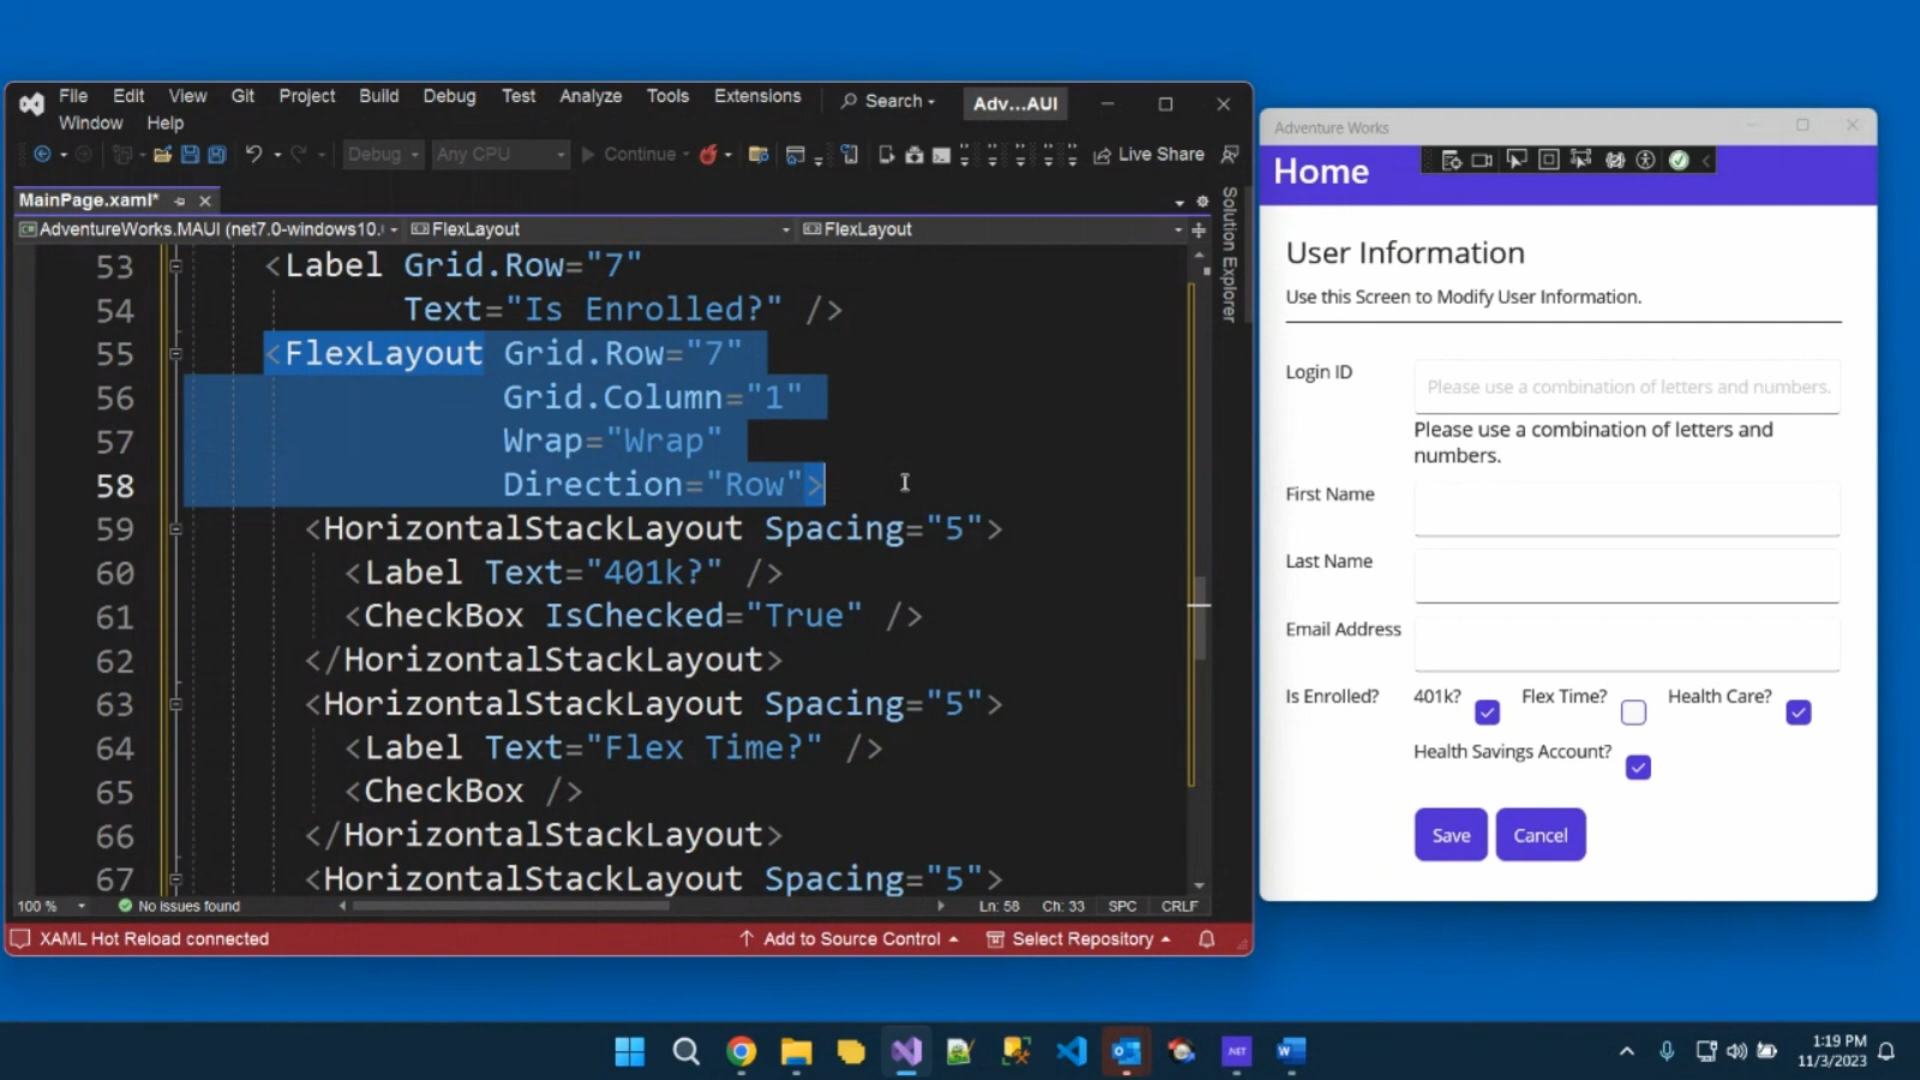 File Edit View Git Project Build Debug Test Analyze Tools Extensions Search Adv...AUI
Window Help
Debug Any CPU Continue Live Share
MainPage.xaml*
AdventureWorks.MAUI (net7.0-windows10. FlexLayout FlexLayout
Solution Explorer
53 <Label Grid.Row="7"
54 Text="Is Enrolled?" />
55 <FlexLayout Grid.Row="7"
56 Grid.Column="1"
57 Wrap="Wrap"
58 Direction="Row">
59 <HorizontalStackLayout Spacing="5">
60 <Label Text="401k?" />
61 <CheckBox IsChecked="True" />
62 </HorizontalStackLayout>
63 <HorizontalStackLayout Spacing="5">
64 <Label Text="Flex Time?" />
65 <CheckBox />
66 </HorizontalStackLayout>
67 <HorizontalStackLayout Spacing="5">
100 % No issues found Ln: 58 Ch: 33 SPC CRLF
XAML Hot Reload connected Add to Source Control Select Repository
Adventure Works
Home
User Information
Use this Screen to Modify User Information.
Login ID
Please use a combination of letters and numbers.
Please use a combination of letters and
numbers.
First Name
Last Name
Email Address
Is Enrolled? 401k? Flex Time? Health Care?
Health Savings Account?
Save Cancel
.NET
W
1:19 PM
11/3/2023